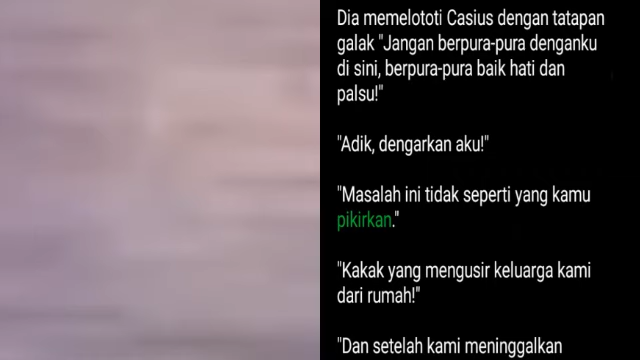 Dia memelototi Casius dengan tatapan
galak "Jangan berpura-pura denganku
di sini, berpura-pura baik hati dan
palsu!"
"Adik, dengarkan aku!"
"Masalah ini tidak seperti yang kamu
pikirkan."
"Kakak yang mengusir keluarga kami
dari rumah!"
"Dan setelah kami meninggalkan